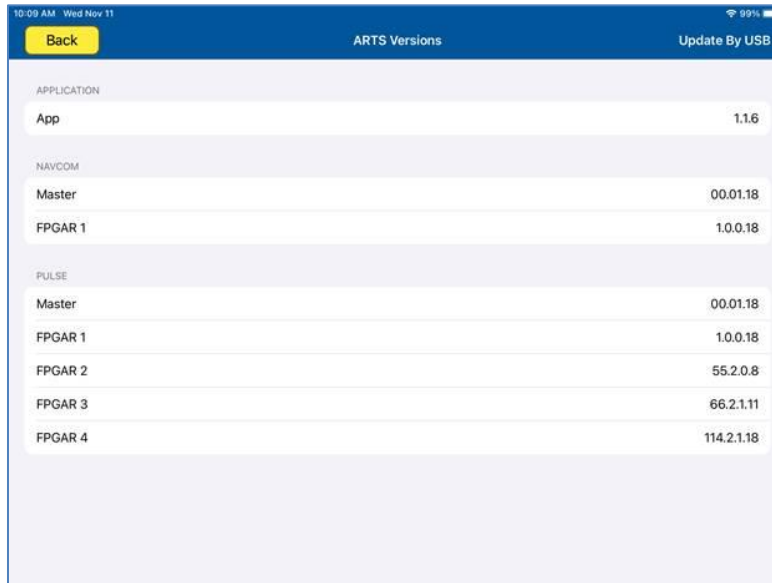 10:09 AM Wed Nov 11 99%
Back ARTS Versions Update By USB
APPLICATION
App 1.1.6
NAVCOM
Master 00.01.18
FPGAR 1 1.0.0.18
PULSE
Master 00.01.18
FPGAR 1 1.0.0.18
FPGAR 2 55.2.0.8
FPGAR 3 66.2.1.11
FPGAR 4 114.2.1.18